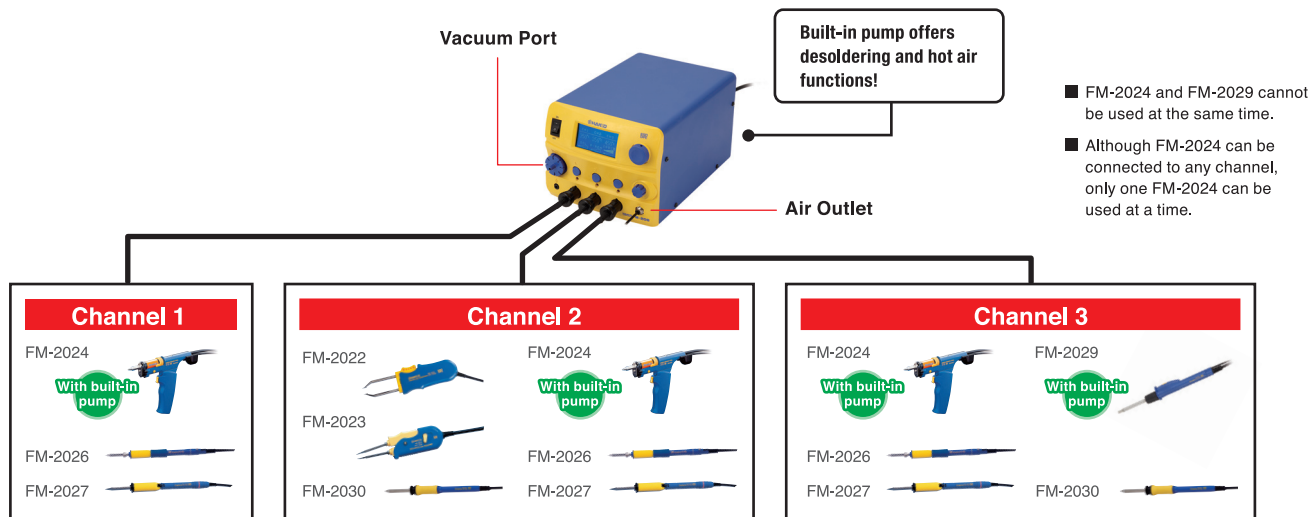 Vacuum Port
Built-in pump offers
desoldering and hot air
functions!
Air Outlet
■ FM-2024 and FM-2029 cannot
be used at the same time.
■ Although FM-2024 can be
connected to any channel,
only one FM-2024 can be
used at a time.
Channel 1
FM-2024
With built-in
pump
FM-2026
FM-2027
Channel 2
FM-2022
FM-2023
FM-2030
FM-2024
With built-in
pump
FM-2026
FM-2027
Channel 3
FM-2024
With built-in
pump
FM-2026
FM-2027
FM-2029
FM-2030